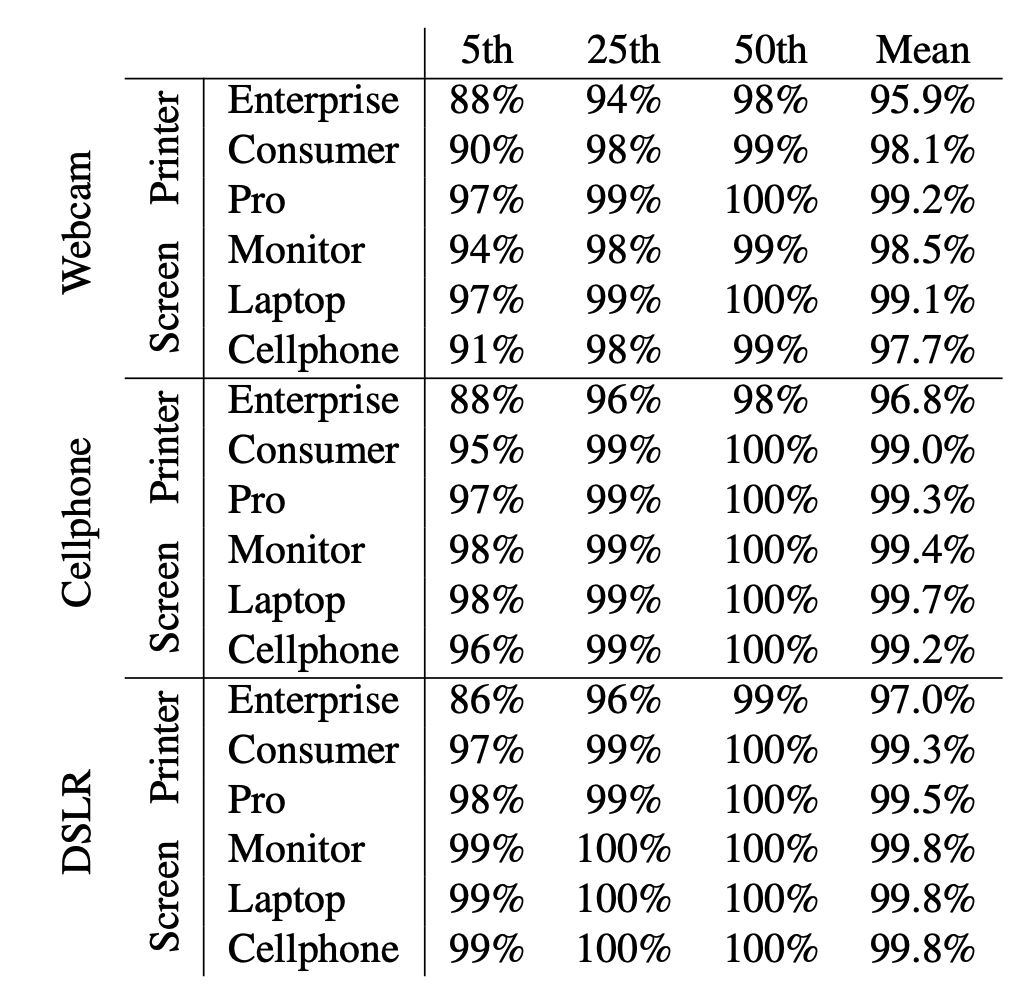 5th 25th 50th Mean
Webcam
Printer
Enterprise 88% 94% 98% 95.9%
Consumer 90% 98% 99% 98.1%
Pro 97% 99% 100% 99.2%
Screen
Monitor 94% 98% 99% 98.5%
Laptop 97% 99% 100% 99.1%
Cellphone 91% 98% 99% 97.7%
Cellphone
Printer
Enterprise 88% 96% 98% 96.8%
Consumer 95% 99% 100% 99.0%
Pro 97% 99% 100% 99.3%
Screen
Monitor 98% 99% 100% 99.4%
Laptop 98% 99% 100% 99.7%
Cellphone 96% 99% 100% 99.2%
DSLR
Printer
Enterprise 86% 96% 99% 97.0%
Consumer 97% 99% 100% 99.3%
Pro 98% 99% 100% 99.5%
Screen
Monitor 99% 100% 100% 99.8%
Laptop 99% 100% 100% 99.8%
Cellphone 99% 100% 100% 99.8%